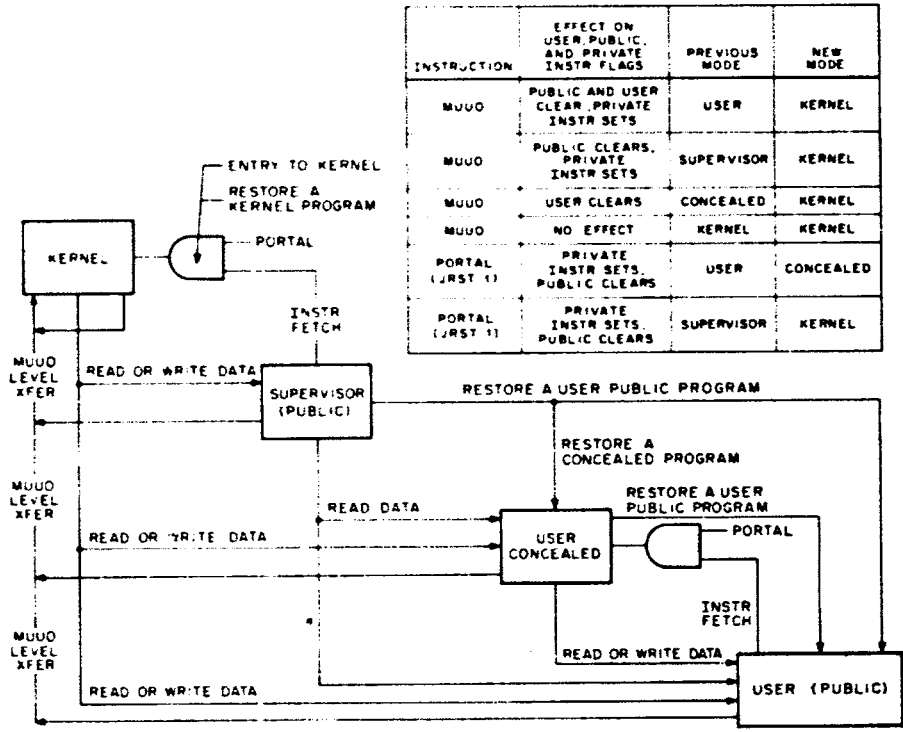 INSTRUCTION
EFFECT ON
USER, PUBLIC,
AND PRIVATE
INSTR FLAGS
PREVIOUS
MODE
NEW
MODE
MUUO
PUBLIC AND USER
CLEAR, PRIVATE
INSTR SETS
USER
KERNEL
MUUO
PUBLIC CLEARS,
PRIVATE
INSTR SETS
SUPERVISOR
KERNEL
MUUO
USER CLEARS
CONCEALED
KERNEL
MUUO
NO EFFECT
KERNEL
KERNEL
PORTAL
(JRST 1)
PRIVATE
INSTR SETS,
PUBLIC CLEARS
USER
CONCEALED
PORTAL
(JRST 1)
PRIVATE
INSTR SETS,
PUBLIC CLEARS
SUPERVISOR
KERNEL
ENTRY TO KERNEL
RESTORE A
KERNEL PROGRAM
KERNEL
PORTAL
INSTR
FETCH
MUUO
LEVEL
XFER
READ OR WRITE DATA
SUPERVISOR
(PUBLIC)
RESTORE A USER PUBLIC PROGRAM
RESTORE A
CONCEALED PROGRAM
MUUO
LEVEL
XFER
READ DATA
RESTORE A USER
PUBLIC PROGRAM
READ OR WRITE DATA
USER
CONCEALED
PORTAL
INSTR
FETCH
MUUO
LEVEL
XFER
READ OR WRITE DATA
READ OR WRITE DATA
USER (PUBLIC)